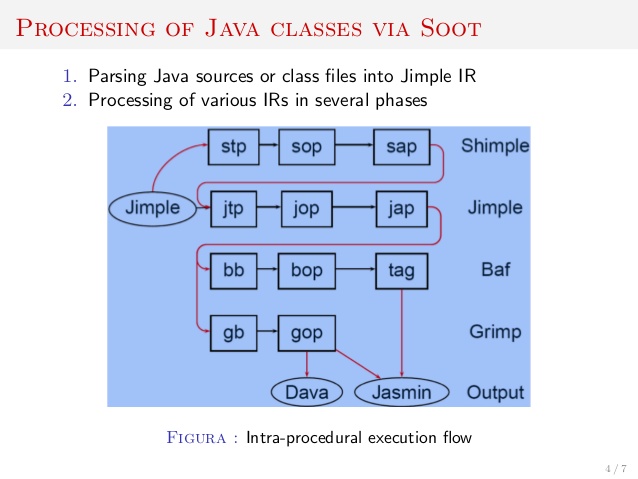 PROCESSING OF JAVA CLASSES VIA SOOT
1. Parsing Java sources or class files into Jimple IR
2. Processing of various IRs in several phases
stp sop sap Shimple
Jimple jtp jop jap Jimple
bb bop tag Baf
gb gop Grimp
Dava Jasmin Output
FIGURA : Intra-procedural execution flow
4 / 7